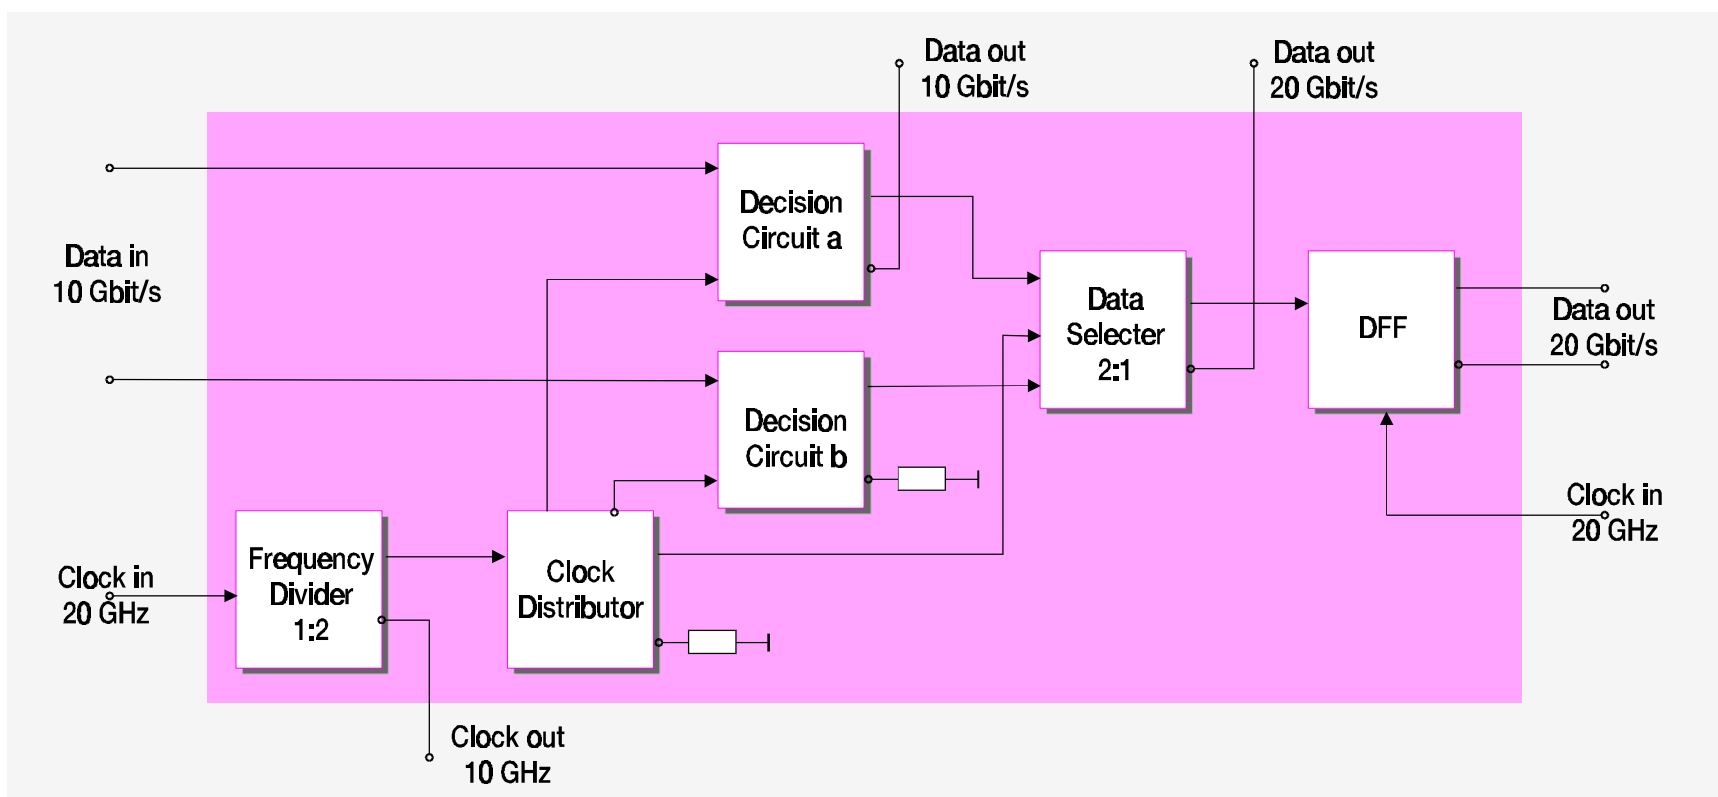 Data out
10 Gbit/s
Data out
20 Gbit/s
Decision
Circuit a
Data in
10 Gbit/s
Data
Selecter
2:1
DFF
Data out
20 Gbit/s
Decision
Circuit b
Clock in
20 GHz
Clock in
20 GHz
Frequency
Divider
1:2
Clock
Distributor
Clock out
10 GHz